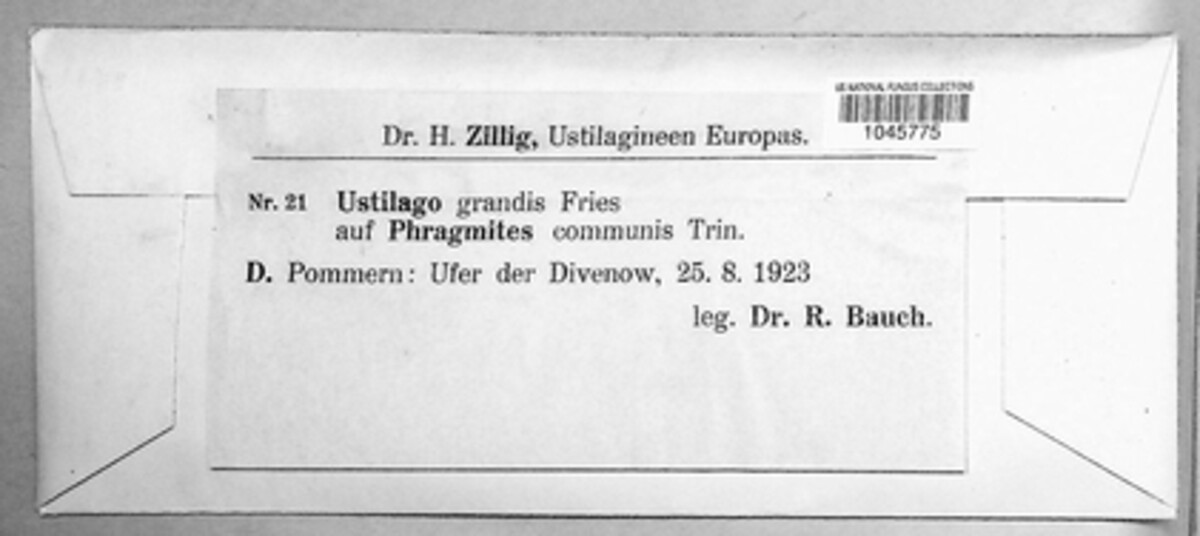 US NATIONAL FUNGUS COLLECTIONS
1045775
Dr. H. Zillig, Ustilagineen Europas.
Nr. 21 Ustilago grandis Fries
auf Phragmites communis Trin.
D. Pommern: Ufer der Divenow, 25. 8. 1923
leg. Dr. R. Bauch.